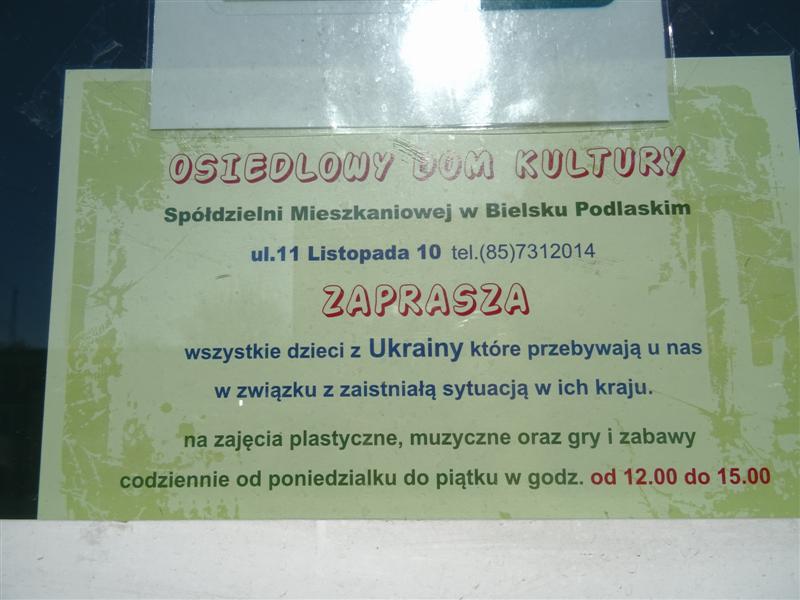 OSIEDLOWY DOM KULTURY
Spółdzielni Mieszkaniowej w Bielsku Podlaskim
ul.11 Listopada 10 tel.(85)7312014
ZAPRASZA
wszystkie dzieci z Ukrainy które przebywają u nas
w związku z zaistniałą sytuacją w ich kraju.
na zajęcia plastyczne, muzyczne oraz gry i zabawy
codziennie od poniedzialku do piątku w godz. od 12.00 do 15.00